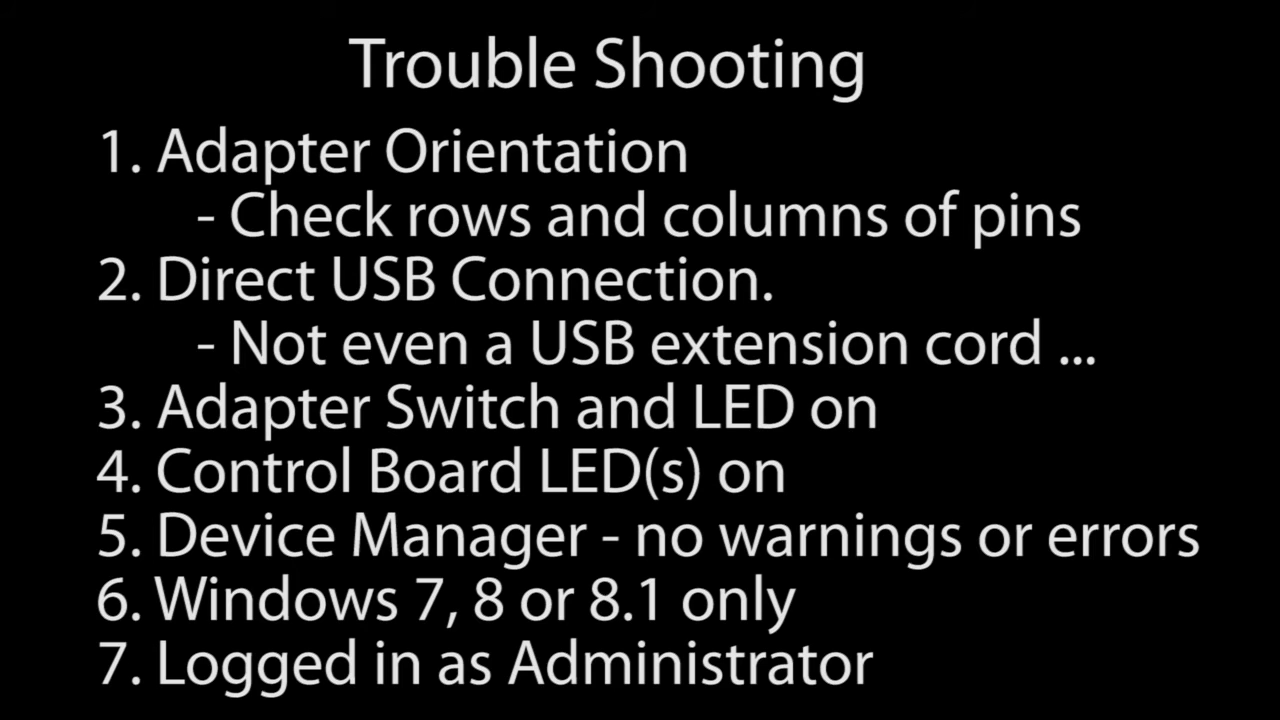 Trouble Shooting
1. Adapter Orientation
- Check rows and columns of pins
2. Direct USB Connection.
- Not even a USB extension cord ...
3. Adapter Switch and LED on
4. Control Board LED(s) on
5. Device Manager - no warnings or errors
6. Windows 7, 8 or 8.1 only
7. Logged in as Administrator